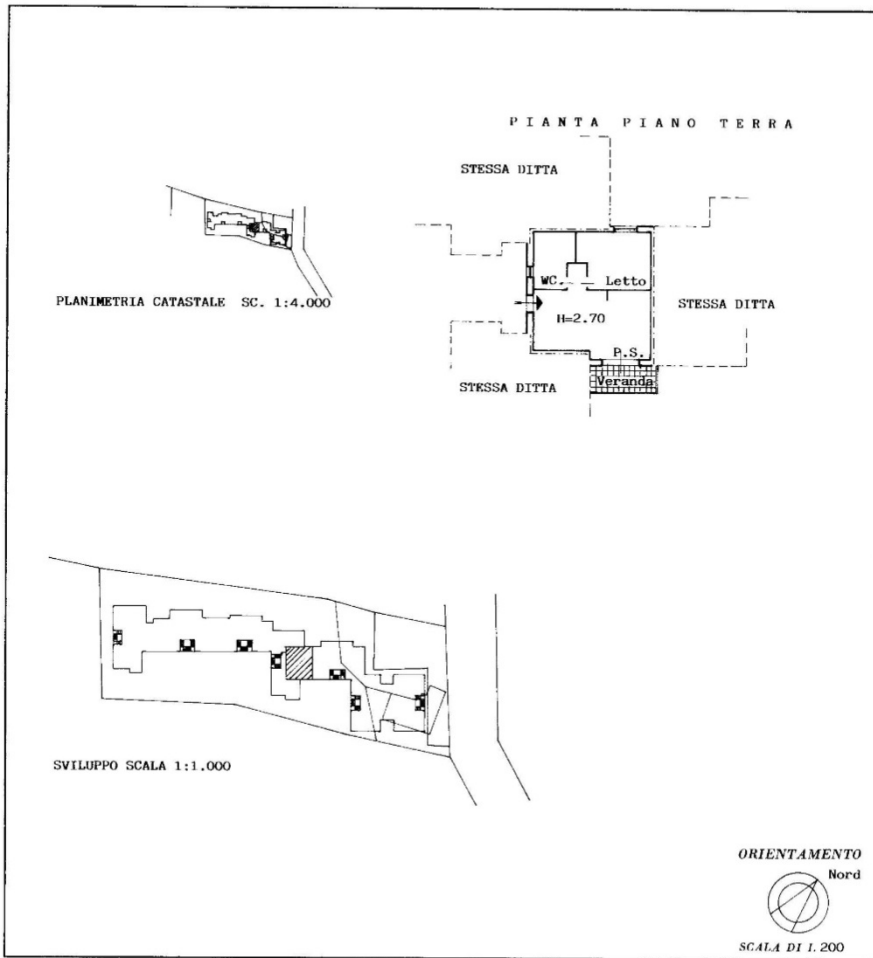 PIANTA PIANO TERRA
STESSA DITTA
WC.
Letto
PLANIMETRIA CATASTALE SC. 1:4.000
STESSA DITTA
H=2.70
P.S.
Veranda
STESSA DITTA
SVILUPPO SCALA 1:1.000
ORIENTAMENTO
Nord
SCALA DI 1. 200